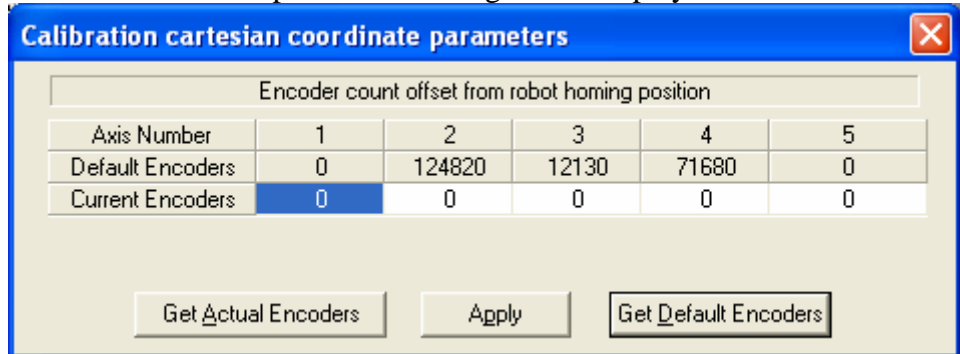 Calibration cartesian coordinate parameters
Encoder count offset from robot homing position
Axis Number 1 2 3 4 5
Default Encoders 0 124820 12130 71680 0
Current Encoders 0 0 0 0 0
Get Actual Encoders Apply Get Default Encoders